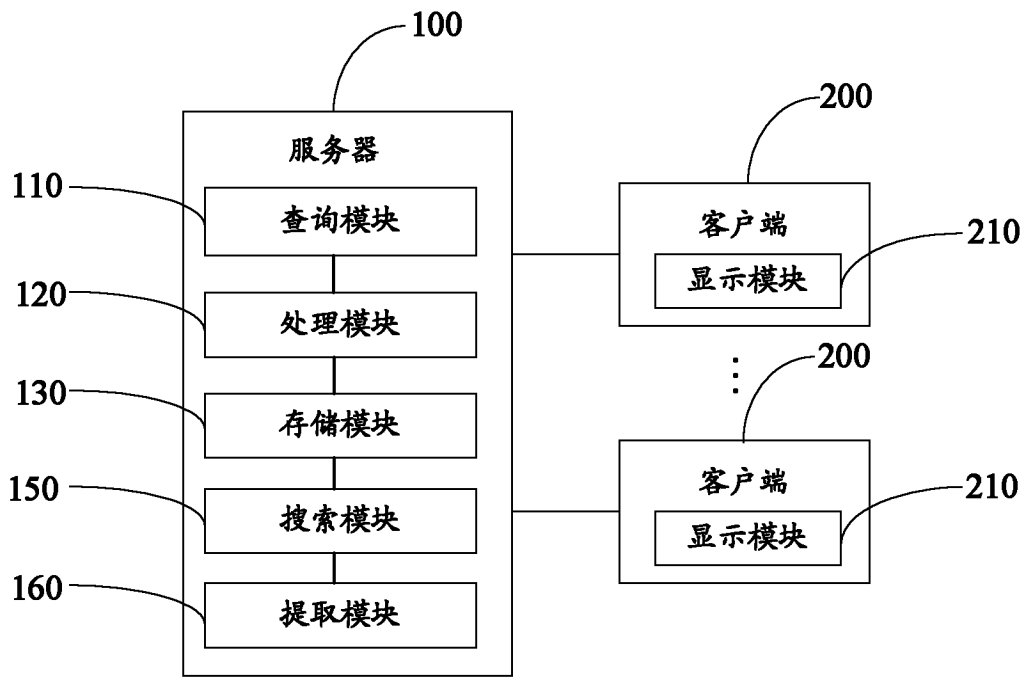 100
服务器
110
查询模块
120
处理模块
130
存储模块
150
搜索模块
160
提取模块
200
客户端
210
显示模块
200
客户端
210
显示模块